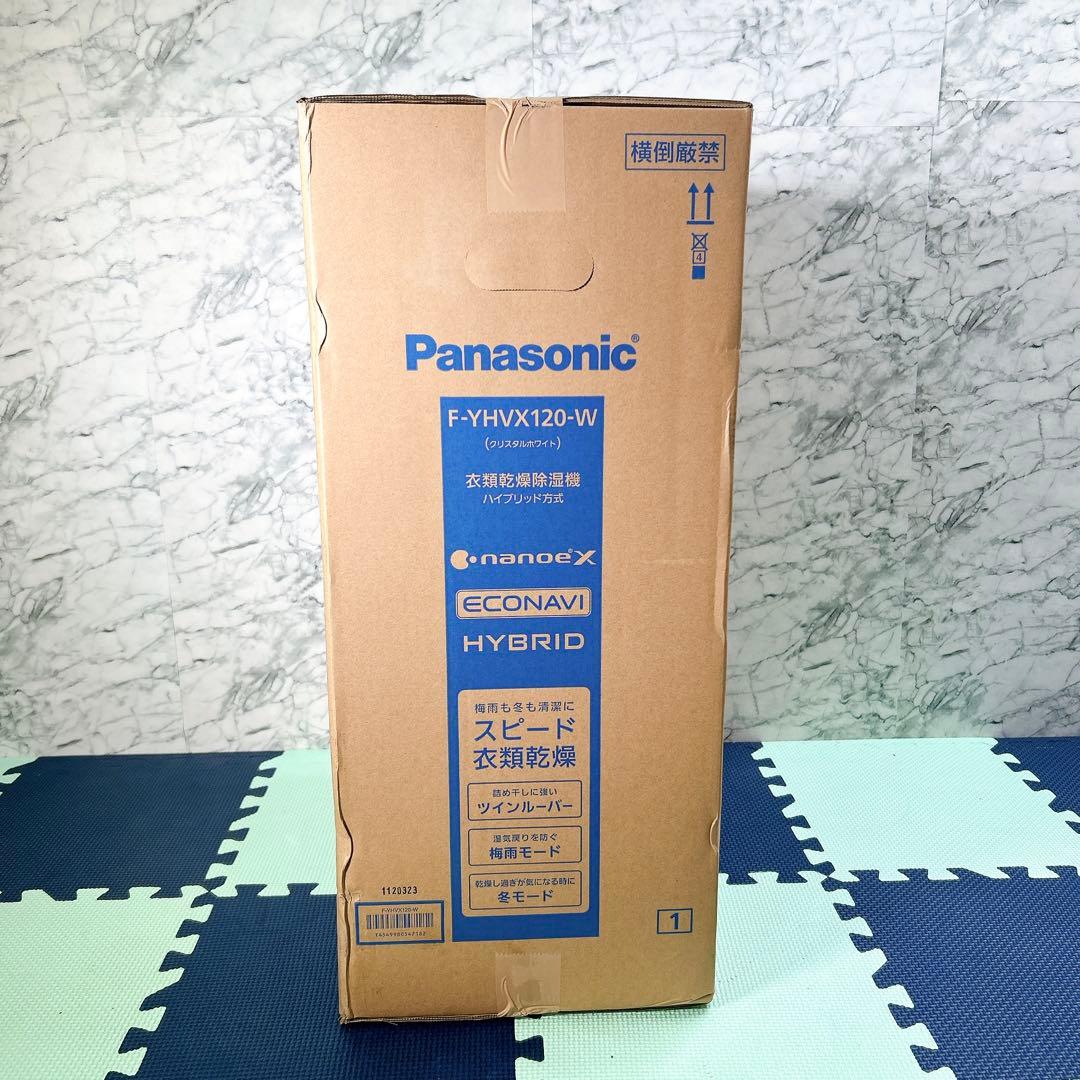 横倒厳禁
4
Panasonic®
F-YHVX120-W
(クリスタルホワイト)
衣類乾燥除湿機
ハイブリッド方式
nanoe X
ECONAVI
HYBRID
梅雨も冬も清潔に
スピード
衣類乾燥
詰め干しに強い
ツインルーバー
湿気戻りを防ぐ
梅雨モード
乾燥し過ぎが気になる時に
冬モード
1120323
F-YHVX120-W
1